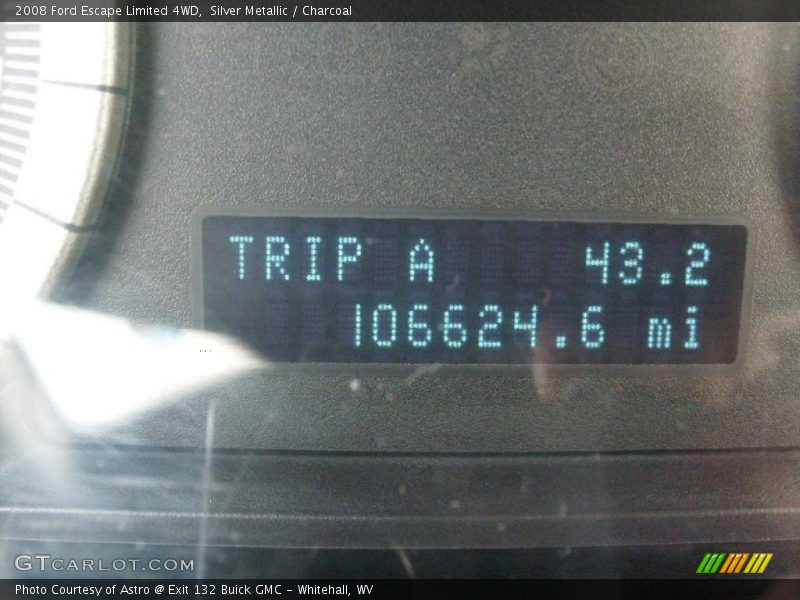 2008 Ford Escape Limited 4WD,  Silver Metallic / Charcoal
TRIP A 43.2
106624.6 mi
GTCARLOT.COM
Photo Courtesy of Astro @ Exit 132 Buick GMC - Whitehall, WV